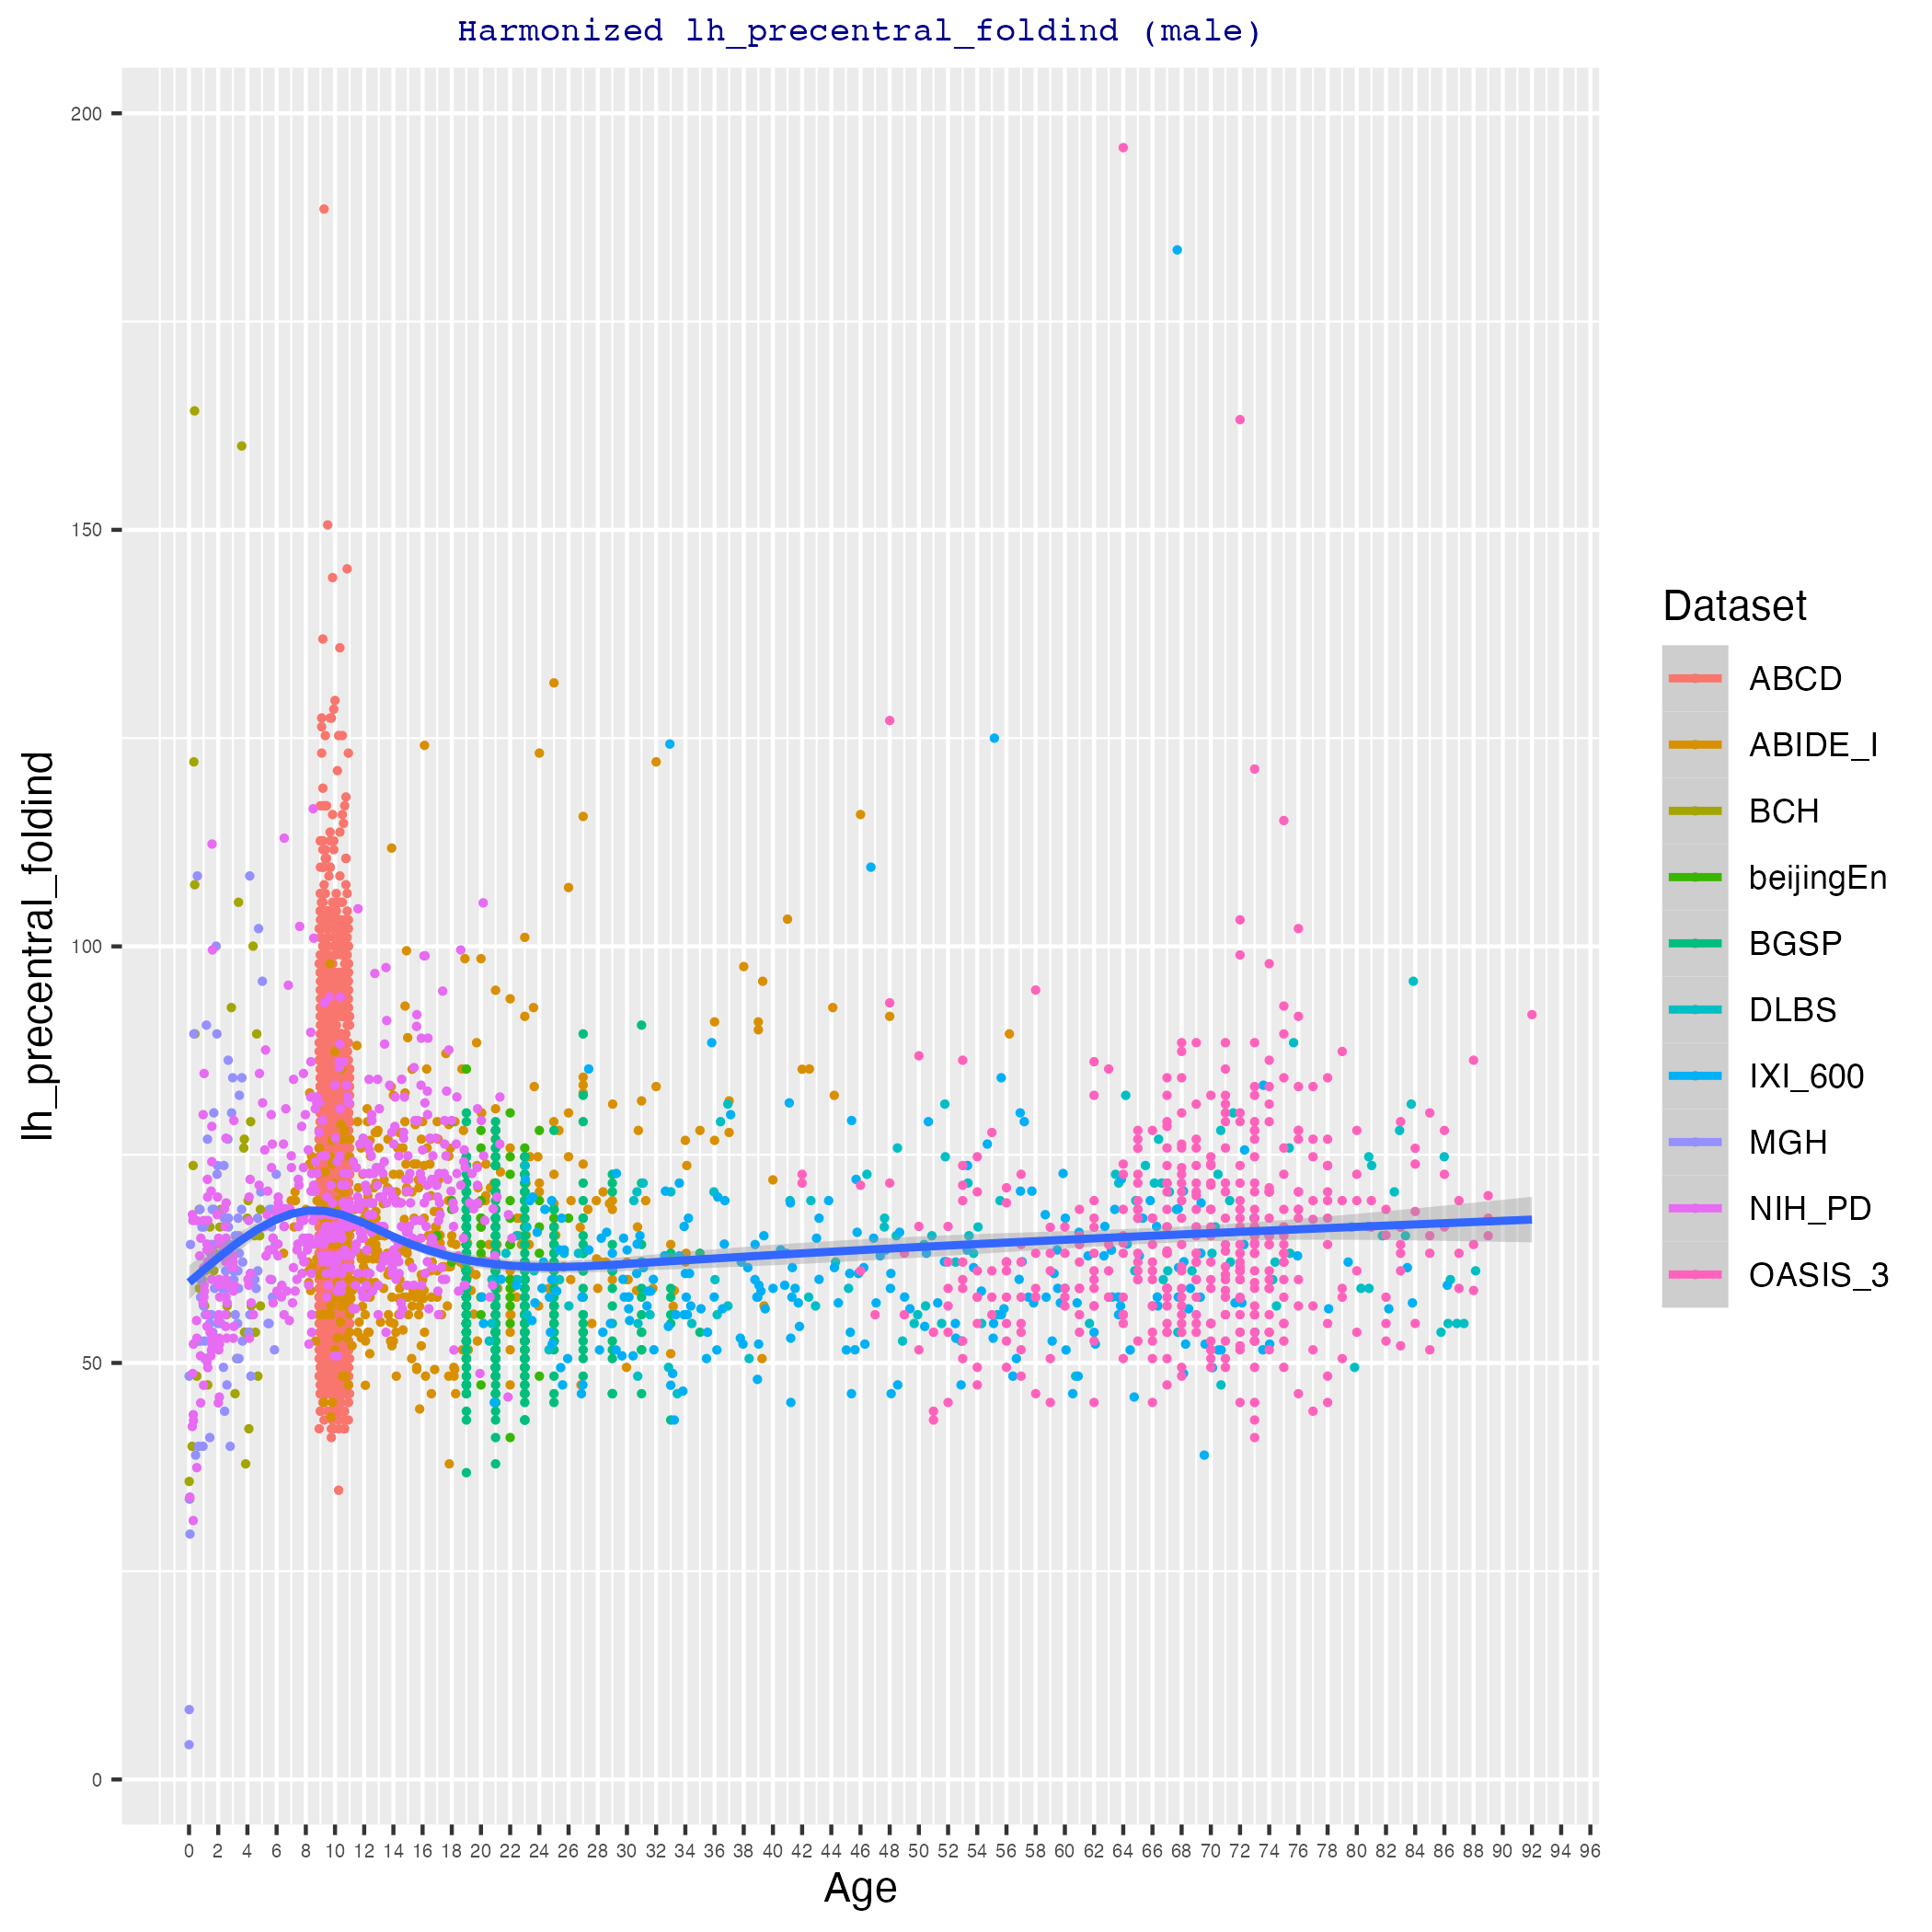 Harmonized lh_precentral_foldind (male)
lh_precentral_foldind
200
150
100
50
0
0 2 4 6 8 10 12 14 16 18 20 22 24 26 28 30 32 34 36 38 40 42 44 46 48 50 52 54 56 58 60 62 64 66 68 70 72 74 76 78 80 82 84 86 88 90 92 94 96
Age
Dataset
ABCD
ABIDE_I
BCH
beijingEn
BGSP
DLBS
IXI_600
MGH
NIH_PD
OASIS_3